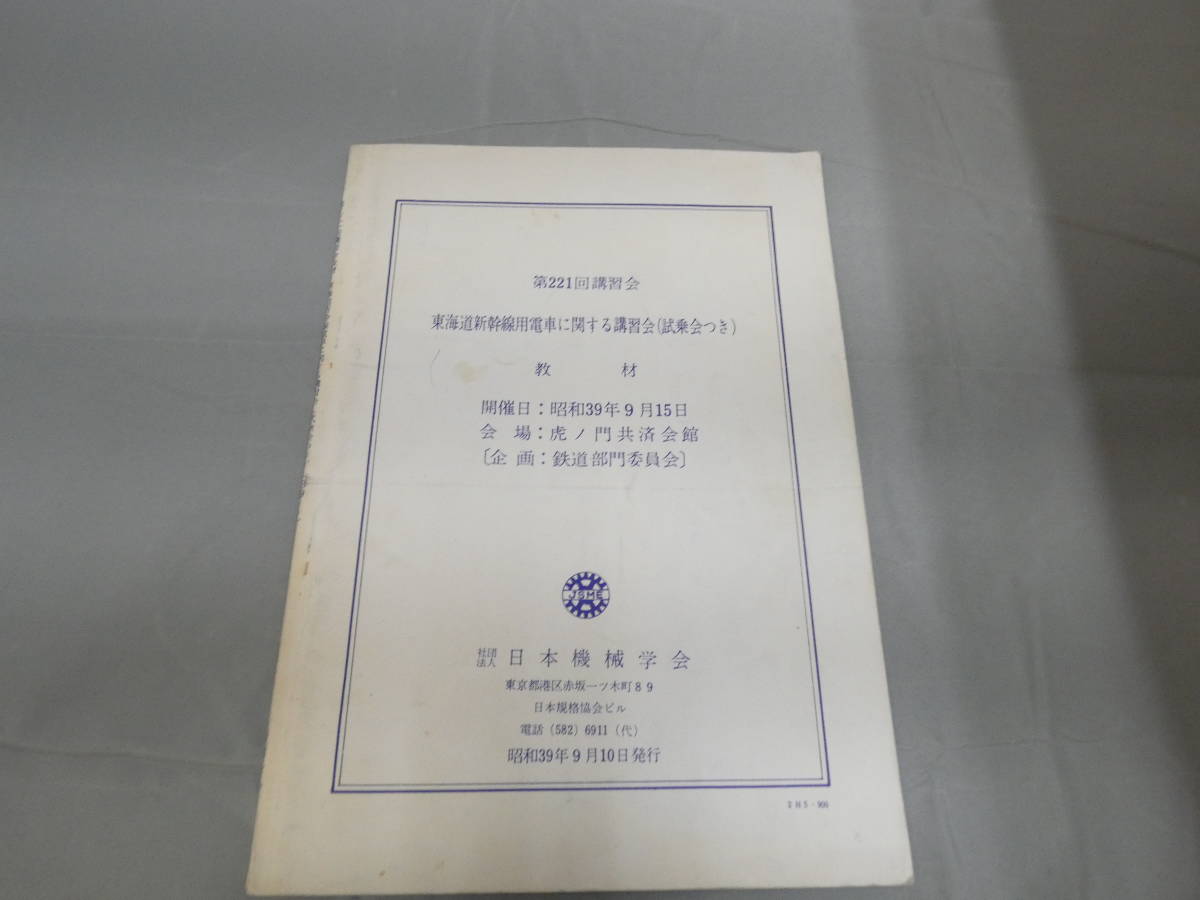 第221回講習会
東海道新幹線用電車に関する講習会(試乗会つき)
教 材
開催日:昭和39年9月15日
会 場:虎ノ門共済会館
〔企 画:鉄道部門委員会〕
JSME
社団法人 日本機械学会
東京都港区赤坂一ツ木町89
日本規格協会ビル
電話(582)6911(代)
昭和39年9月10日発行